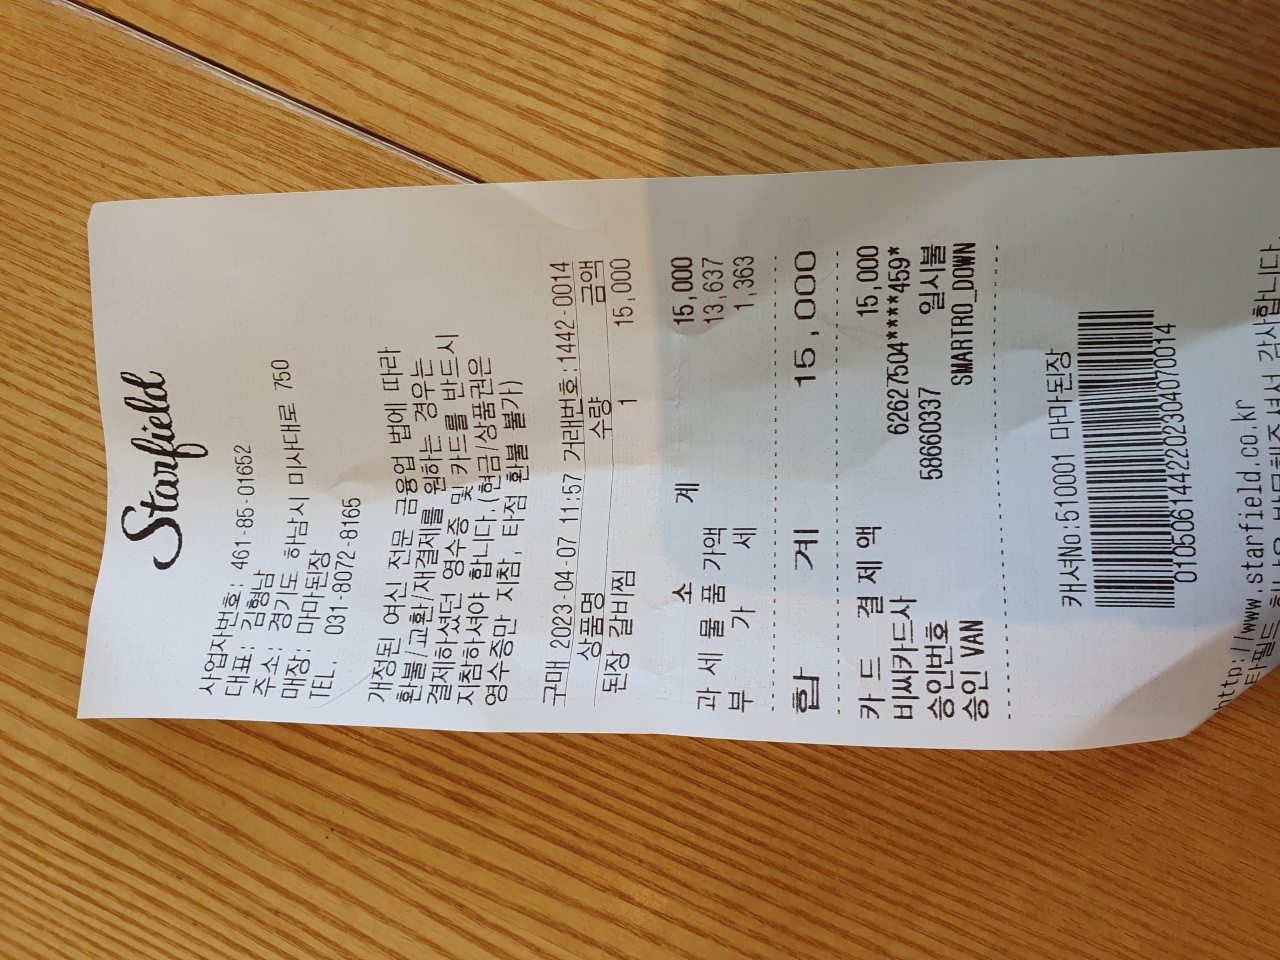 Starfield
사업자번호: 461-85-01652
대표: 김형남
주소: 경기도 하남시 미사대로 750
매장: 마마된장
TEL. 031-8072-8165
개정된 여신 전문 금융업 법에 따라
환불/교환/재결제를 원하는 경우는
결제하셨던 영수증 및 카드를 반드시
지참하셔야 합니다.(현금/상품권은
영수증만 지참, 타점 환불 불가)
구매 2023-04-07 11:57 거래번호:1442-0014
상품명 수량 금액
된장 갈비찜 1 15,000
소 계 15,000
과 세 물 품 가액 13,637
부 가 세 1,363
합 계 15,000
카 드 결 제 액 15,000
비씨카드사 62627504****459*
승인번호 58660337 일시불
승인 VAN SMARTRO_DOWN
캐셔No:510001 마마된장
0105061442202304070014
http://www.starfield.co.kr
감사합니다.